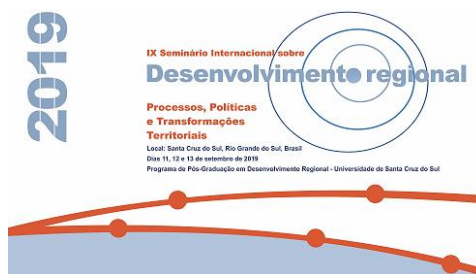 2019
IX Seminário Internacional sobre
Desenvolvimento regional
Processos, Políticas
e Transformações
Territoriais
Local: Santa Cruz do Sul, Rio Grande do Sul, Brasil
Dias 11, 12 e 13 de setembro de 2019
Programa de Pós-Graduação em Desenvolvimento Regional - Universidade de Santa Cruz do Sul